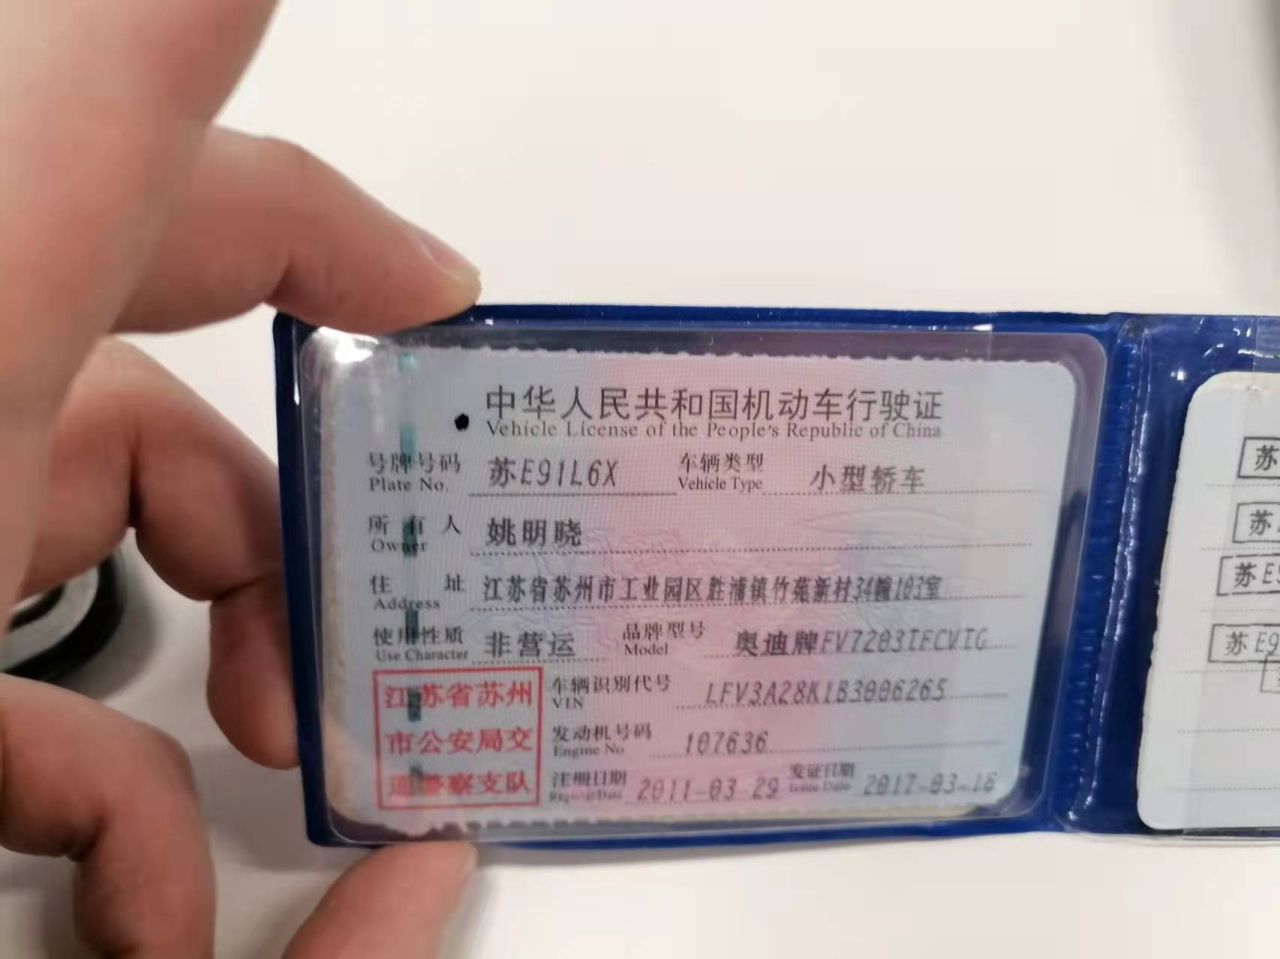 中华人民共和国机动车行驶证
Vehicle License of the People's Republic of China
号牌号码 苏E91L6X 车辆类型 小型轿车
Plate No. Vehicle Type
所有人 姚明晓
Owner
住址 江苏省苏州市工业园区胜浦镇竹苑新村34幢103室
Address
使用性质 非营运 品牌型号 奥迪牌FV7203TFCVTG
Use Character Model
江苏省苏州 车辆识别代号 LFV3A28K1B3006265
VIN
市公安局交 发动机号码 107636
Engine No
通警察支队 注册日期 2011-03-29 发证日期 2017-03-16
Register Date Issue Date
苏
苏
苏E9
苏E9